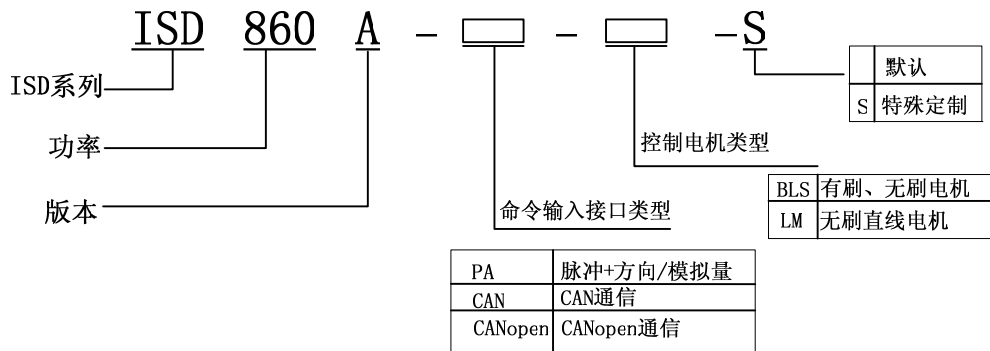 ISD 860 A - - -S
ISD系列
功率
版本
默认
S 特殊定制
控制电机类型
BLS 有刷、无刷电机
LM 无刷直线电机
命令输入接口类型
PA 脉冲+方向/模拟量
CAN CAN通信
CANopen CANopen通信